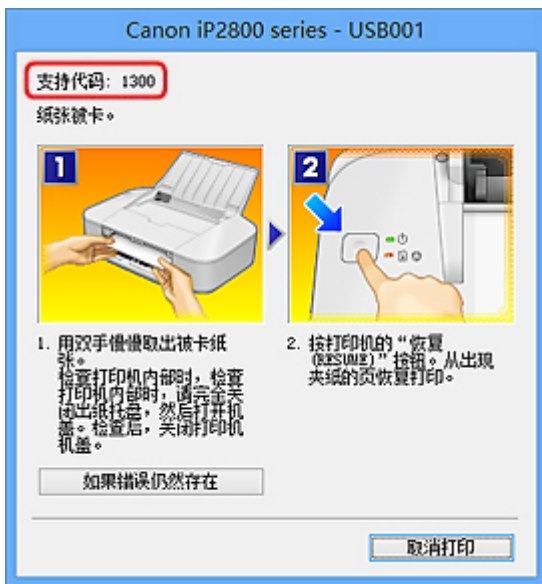 Canon iP2800 series - USB001
支持代码: 1300
纸张被卡。
1
2
1. 用双手慢慢取出被卡纸
张。
检查打印机内部时，检查
打印机内部时，请完全关
闭出纸托盘，然后打开机
盖。检查后，关闭打印机
机盖。
2. 按打印机的“恢复
(RESUME)”按钮。从出现
夹纸的页恢复打印。
如果错误仍然存在
取消打印